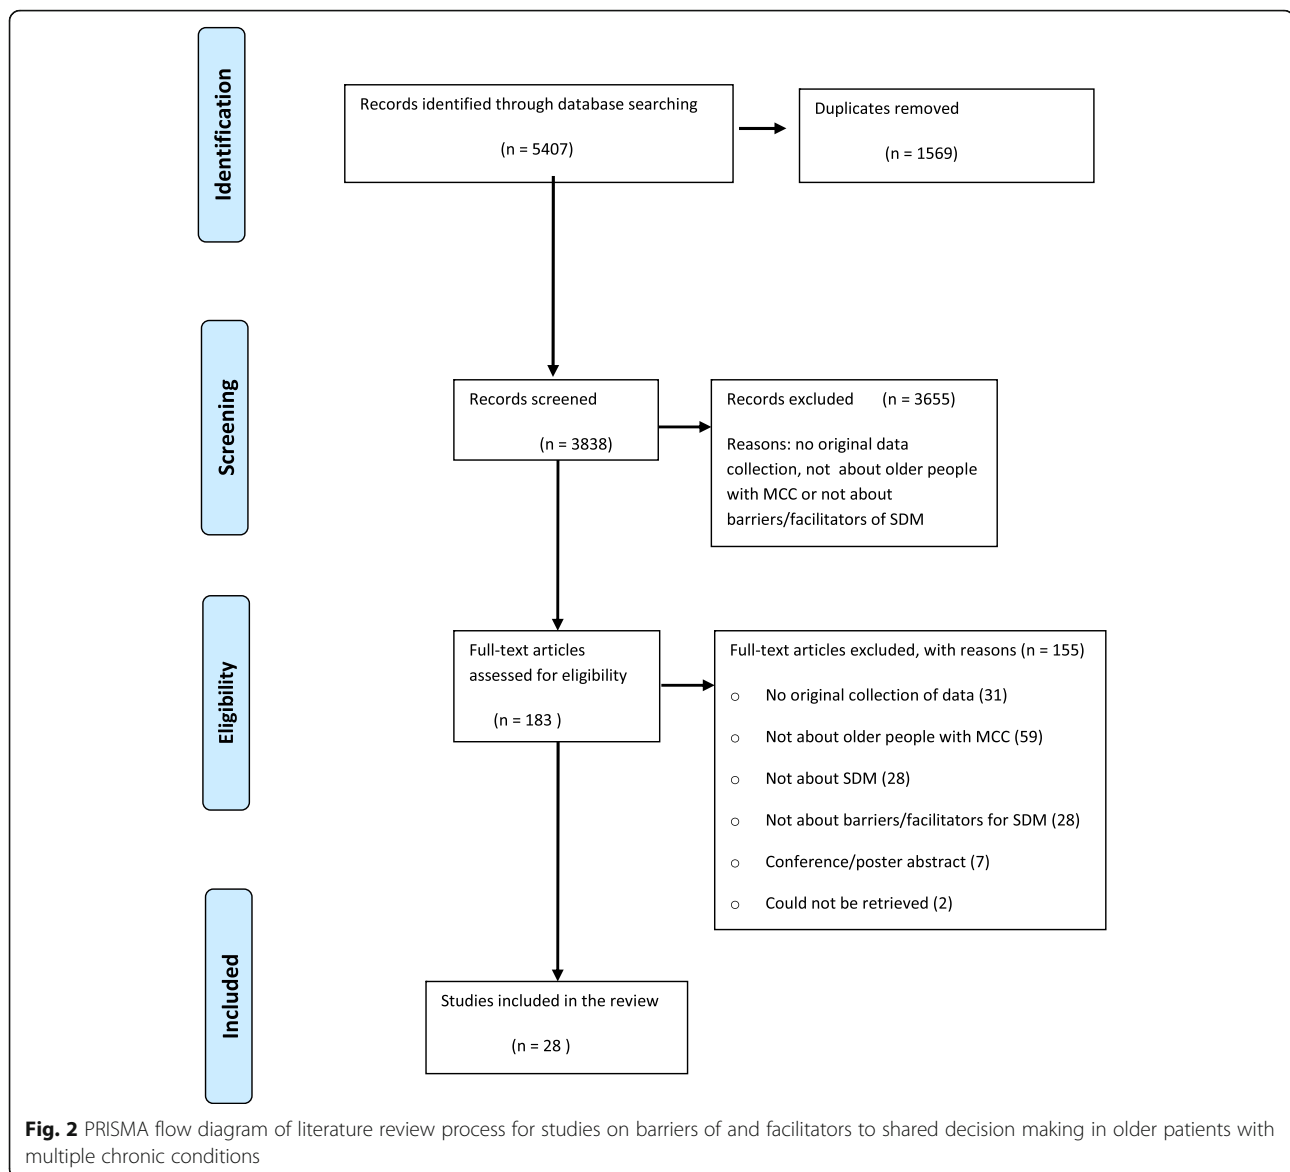 Identification
Records identified through database searching
(n = 5407)
Duplicates removed
(n = 1569)
Screening
Records screened
(n = 3838)
Records excluded (n = 3655)
Reasons: no original data
collection, not about older people
with MCC or not about
barriers/facilitators of SDM
Eligibility
Full-text articles
assessed for eligibility
(n = 183 )
Full-text articles excluded, with reasons (n = 155)
○ No original collection of data (31)
○ Not about older people with MCC (59)
○ Not about SDM (28)
○ Not about barriers/facilitators for SDM (28)
○ Conference/poster abstract (7)
○ Could not be retrieved (2)
Included
Studies included in the review
(n = 28 )
Fig. 2 PRISMA flow diagram of literature review process for studies on barriers of and facilitators to shared decision making in older patients with
multiple chronic conditions